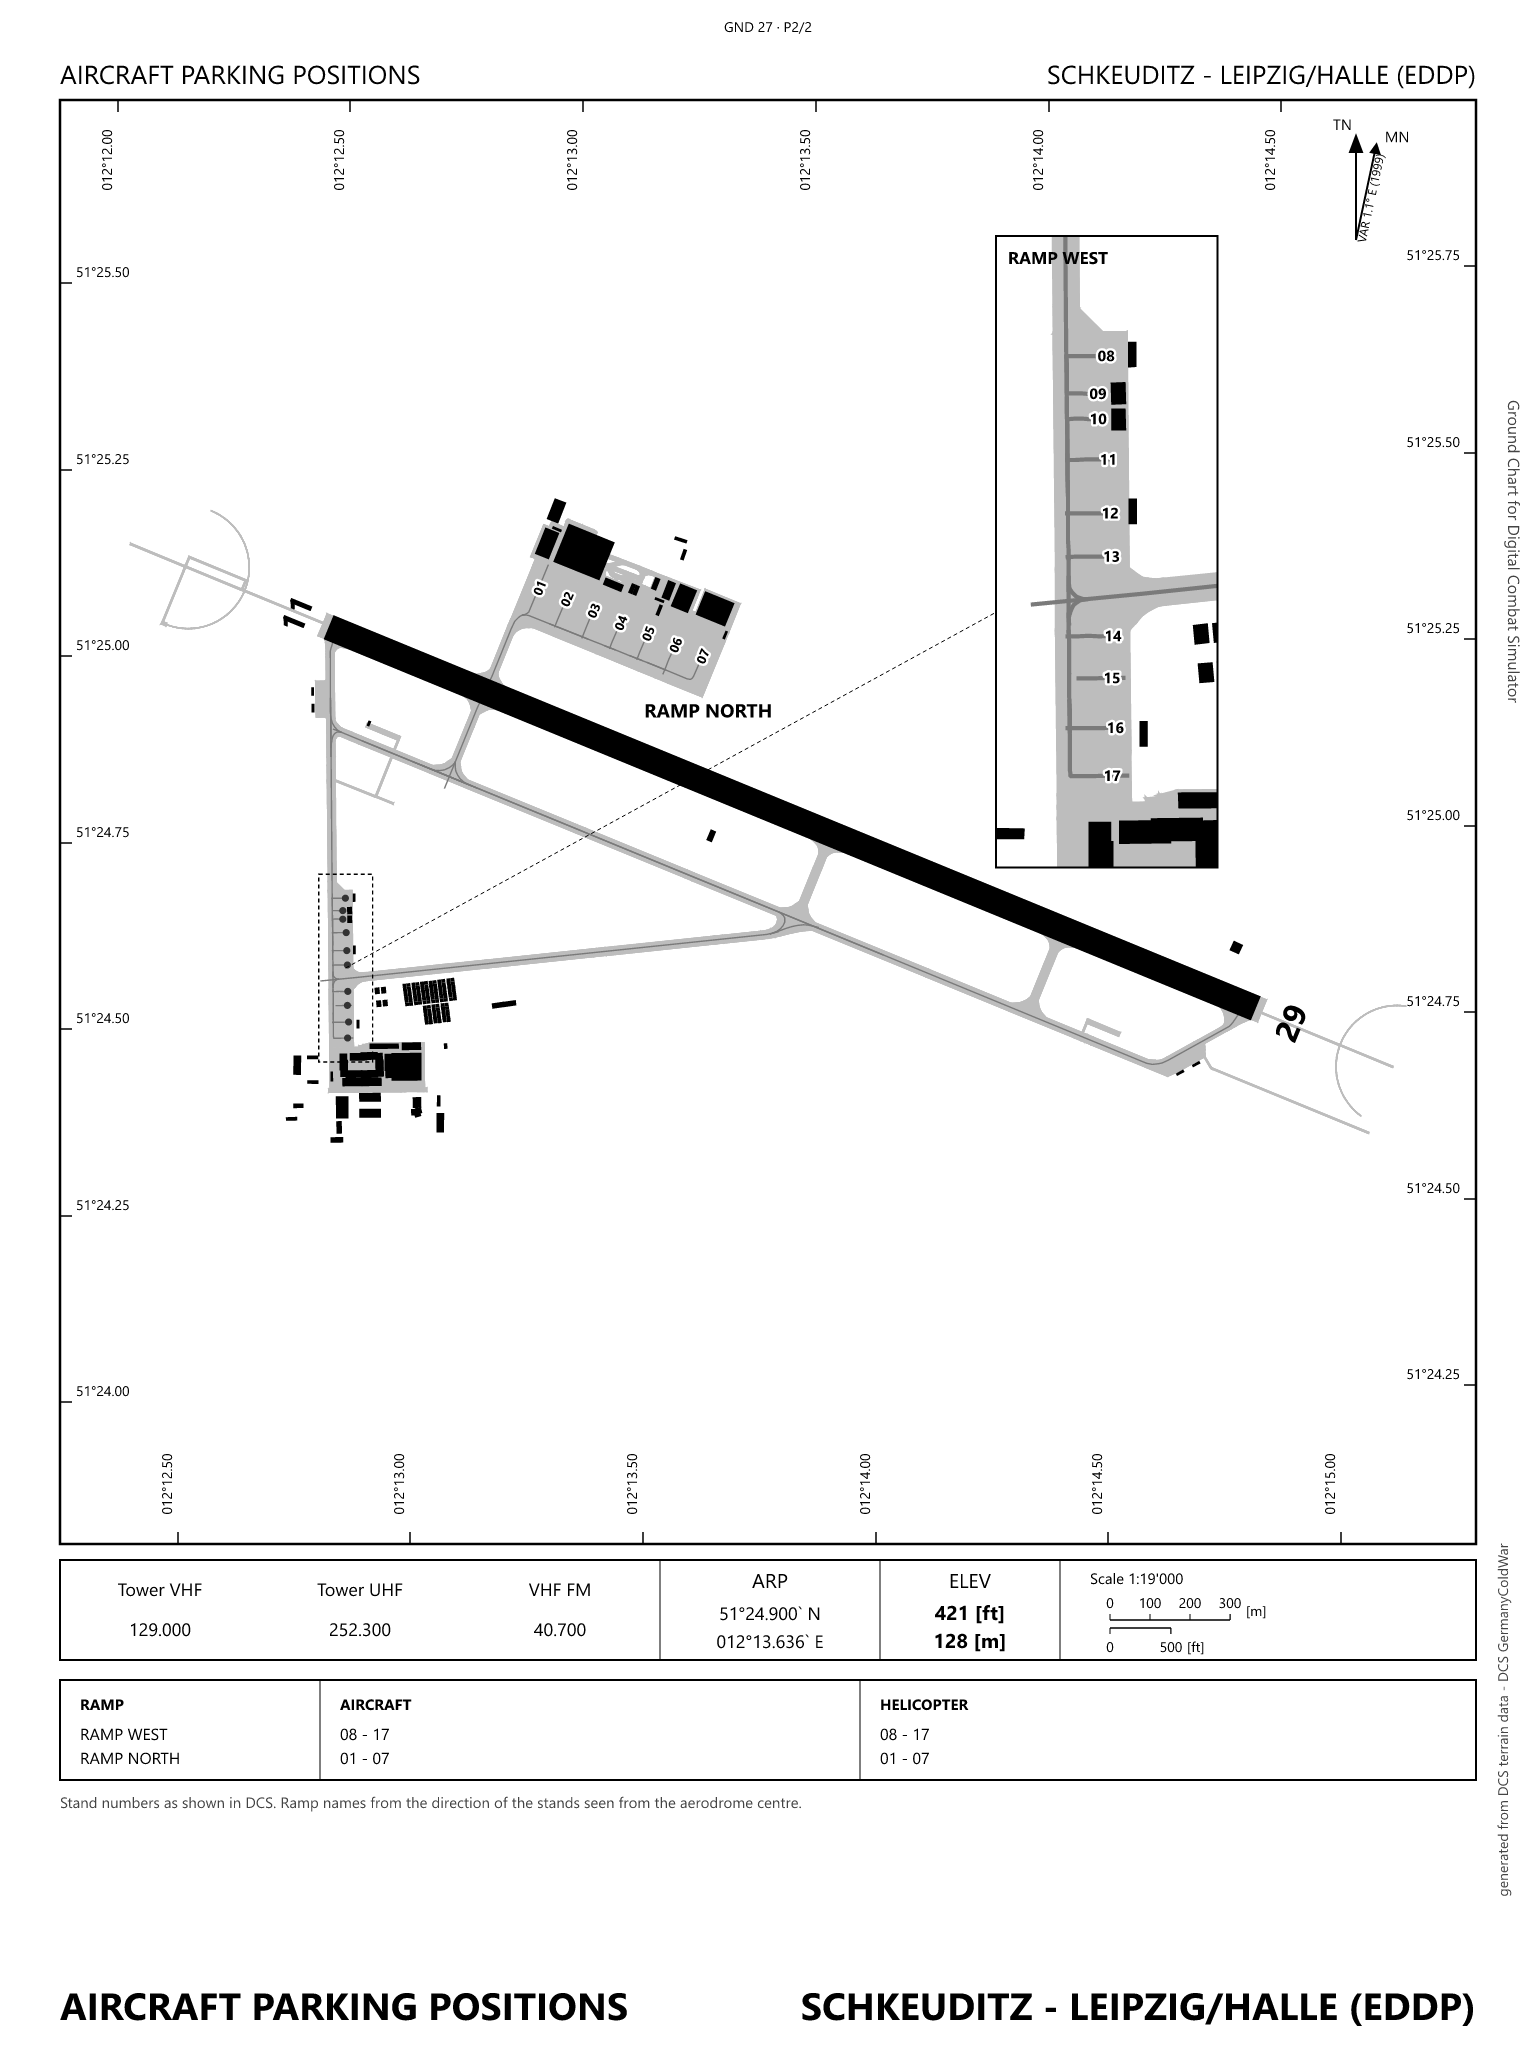 GND 27 · P2/2
AIRCRAFT PARKING POSITIONS
SCHKEUDITZ - LEIPZIG/HALLE (EDDP)
012°12.00
012°12.50
012°13.00
012°13.50
012°14.00
012°14.50
TN
MN
VAR 1.1° E (1999)
51°25.50
51°25.25
51°25.00
51°24.75
51°24.50
51°24.25
51°24.00
51°25.75
51°25.50
51°25.25
51°25.00
51°24.75
51°24.50
51°24.25
RAMP WEST
08
09
10
11
12
13
14
15
16
17
11
01
02
03
04
05
06
07
RAMP NORTH
29
012°12.50
012°13.00
012°13.50
012°14.00
012°14.50
012°15.00
Ground Chart for Digital Combat Simulator
generated from DCS terrain data - DCS GermanyColdWar
Tower VHF
129.000
Tower UHF
252.300
VHF FM
40.700
ARP
51°24.900` N
012°13.636` E
ELEV
421 [ft]
128 [m]
Scale 1:19'000
0 100 200 300 [m]
0 500 [ft]
RAMP AIRCRAFT HELICOPTER
RAMP WEST 08 - 17 08 - 17
RAMP NORTH 01 - 07 01 - 07
Stand numbers as shown in DCS. Ramp names from the direction of the stands seen from the aerodrome centre.
AIRCRAFT PARKING POSITIONS
SCHKEUDITZ - LEIPZIG/HALLE (EDDP)